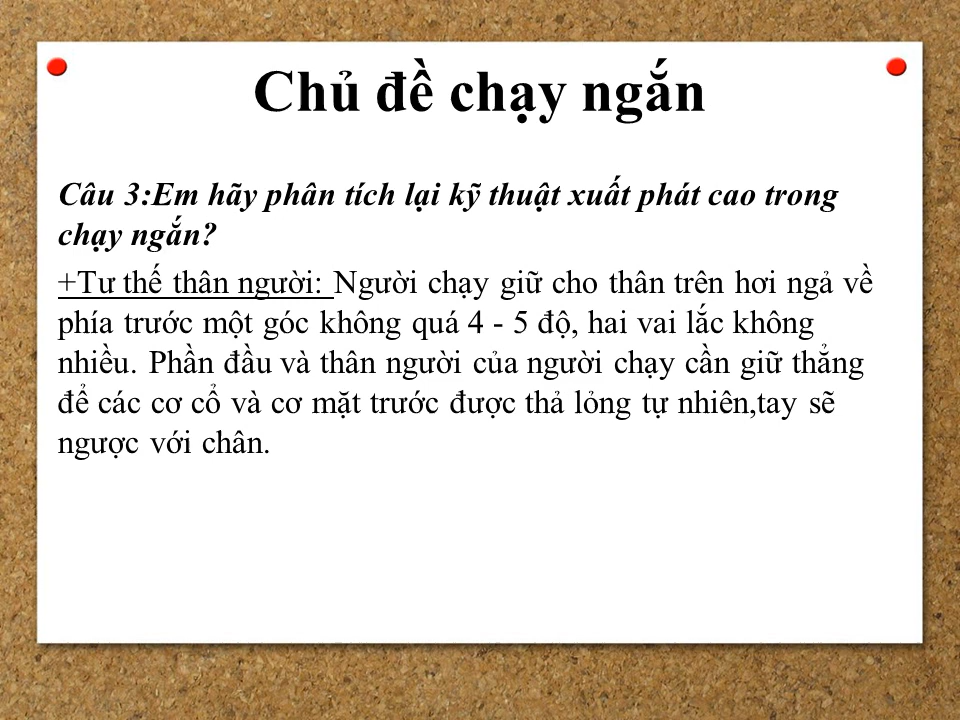 Chủ đề chạy ngắn
Câu 3:Em hãy phân tích lại kỹ thuật xuất phát cao trong
chạy ngắn?
+Tư thế thân người: Người chạy giữ cho thân trên hơi ngả về
phía trước một góc không quá 4 - 5 độ, hai vai lắc không
nhiều. Phần đầu và thân người của người chạy cần giữ thẳng
để các cơ cổ và cơ mặt trước được thả lỏng tự nhiên,tay sẽ
ngược với chân.